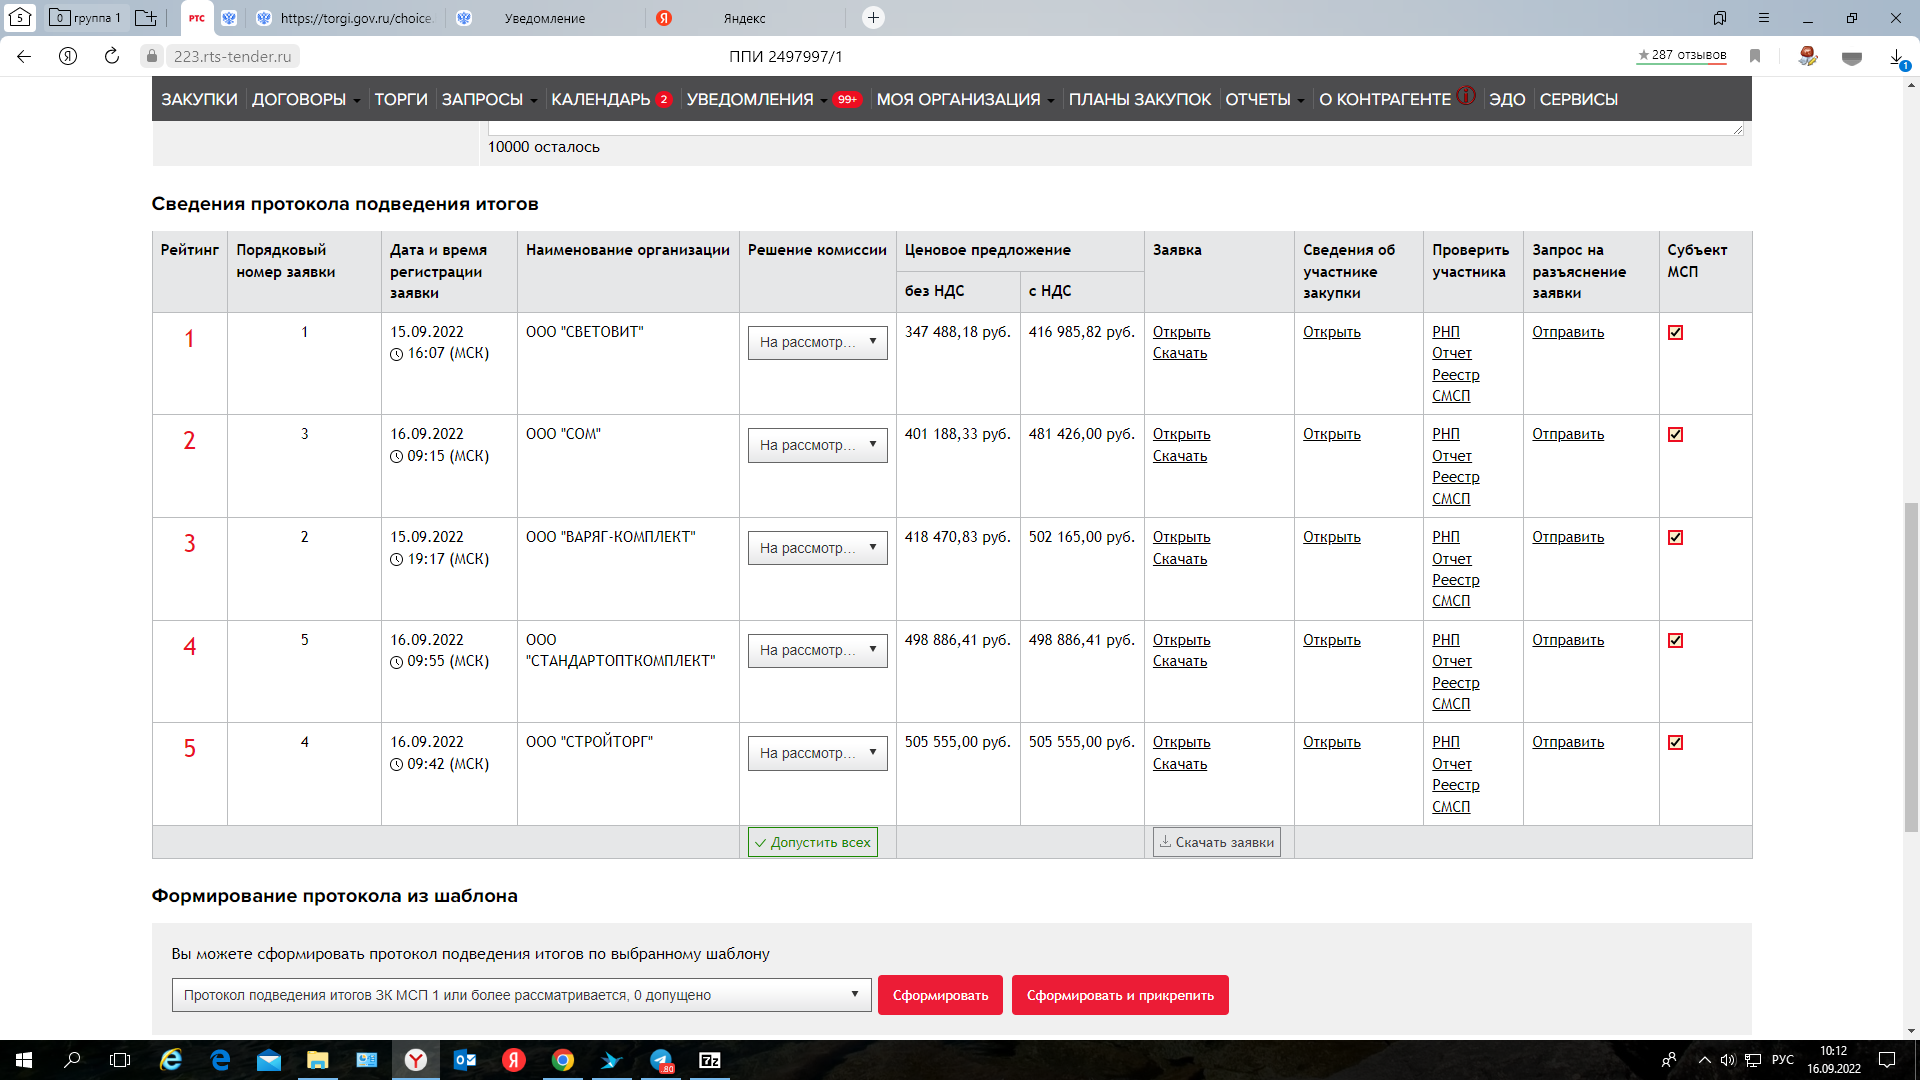 5
0 группа 1
РТС
https://torgi.gov.ru/choice
Уведомление
Я
Яндекс
223.rts-tender.ru
ППИ 2497997/1
★ 287 отзывов
1
ЗАКУПКИ ДОГОВОРЫ ТОРГИ ЗАПРОСЫ КАЛЕНДАРЬ 2 УВЕДОМЛЕНИЯ 99+ МОЯ ОРГАНИЗАЦИЯ ПЛАНЫ ЗАКУПОК ОТЧЕТЫ О КОНТРАГЕНТЕ ЭДО СЕРВИСЫ
10000 осталось
Сведения протокола подведения итогов
Рейтинг
Порядковый
номер заявки
Дата и время
регистрации
заявки
Наименование организации
Решение комиссии
Ценовое предложение
без НДС
с НДС
Заявка
Сведения об
участнике
закупки
Проверить
участника
Запрос на
разъяснение
заявки
Субъект
МСП
1
1
15.09.2022
16:07 (МСК)
ООО "СВЕТОВИТ"
На рассмотр...
347 488,18 руб.
416 985,82 руб.
Открыть
Скачать
Открыть
РНП
Отчет
Реестр
СМСП
Отправить
2
3
16.09.2022
09:15 (МСК)
ООО "СОМ"
На рассмотр...
401 188,33 руб.
481 426,00 руб.
Открыть
Скачать
Открыть
РНП
Отчет
Реестр
СМСП
Отправить
3
2
15.09.2022
19:17 (МСК)
ООО "ВАРЯГ-КОМПЛЕКТ"
На рассмотр...
418 470,83 руб.
502 165,00 руб.
Открыть
Скачать
Открыть
РНП
Отчет
Реестр
СМСП
Отправить
4
5
16.09.2022
09:55 (МСК)
ООО
"СТАНДАРТОПТКОМПЛЕКТ"
На рассмотр...
498 886,41 руб.
498 886,41 руб.
Открыть
Скачать
Открыть
РНП
Отчет
Реестр
СМСП
Отправить
5
4
16.09.2022
09:42 (МСК)
ООО "СТРОЙТОРГ"
На рассмотр...
505 555,00 руб.
505 555,00 руб.
Открыть
Скачать
Открыть
РНП
Отчет
Реестр
СМСП
Отправить
Допустить всех
Скачать заявки
Формирование протокола из шаблона
Вы можете сформировать протокол подведения итогов по выбранному шаблону
Протокол подведения итогов ЗК МСП 1 или более рассматривается, 0 допущено
Сформировать
Сформировать и прикрепить
.80
7z
РУС
10:12
16.09.2022